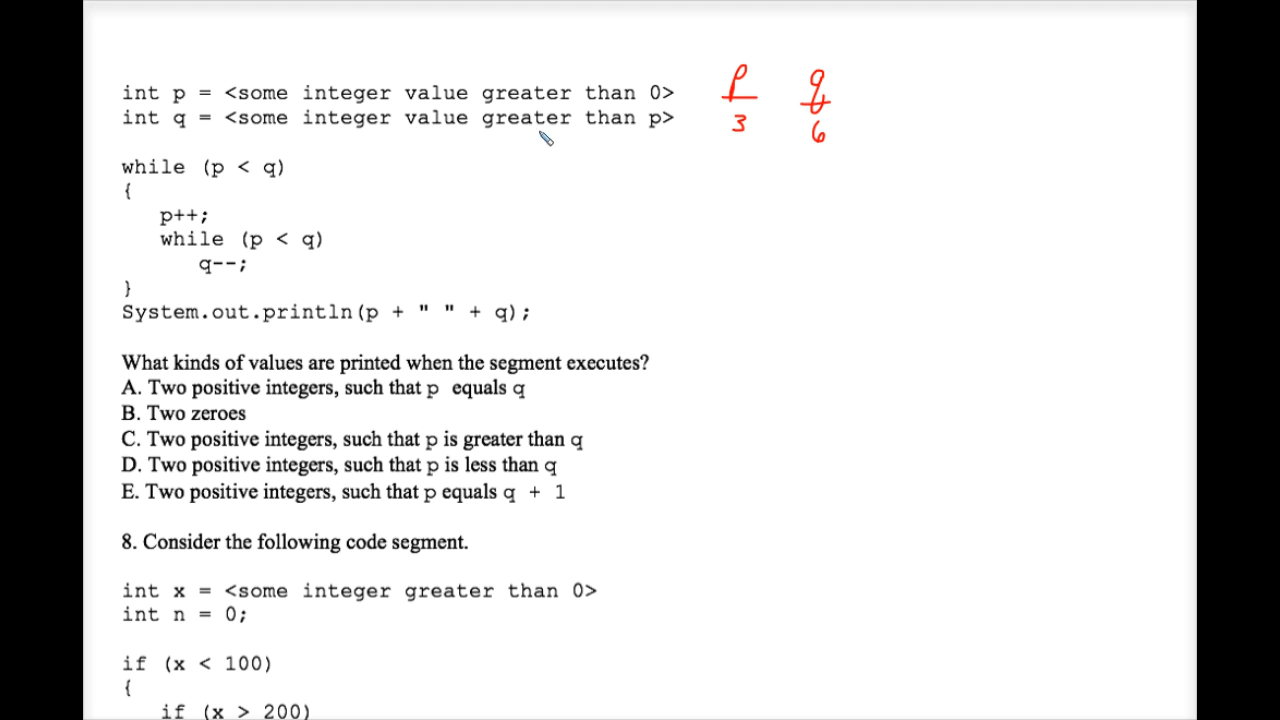 int p = <some integer value greater than 0>
int q = <some integer value greater than p>
p q
3 6
while (p < q)
{
p++;
while (p < q)
q--;
}
System.out.println(p + " " + q);
What kinds of values are printed when the segment executes?
A. Two positive integers, such that p equals q
B. Two zeroes
C. Two positive integers, such that p is greater than q
D. Two positive integers, such that p is less than q
E. Two positive integers, such that p equals q + 1
8. Consider the following code segment.
int x = <some integer greater than 0>
int n = 0;
if (x < 100)
{
if (x > 200)